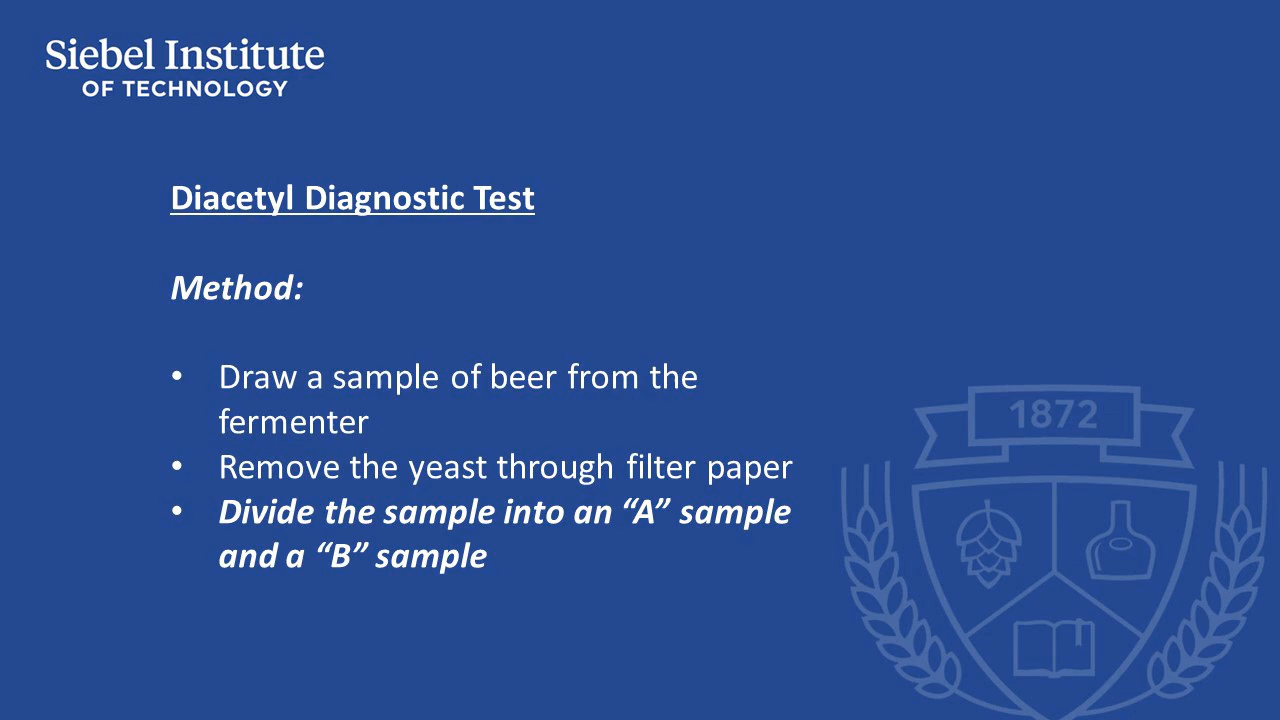 Siebel Institute
OF TECHNOLOGY
Diacetyl Diagnostic Test
Method:
• Draw a sample of beer from the
fermenter
• Remove the yeast through filter paper
• Divide the sample into an “A” sample
and a “B” sample
1872